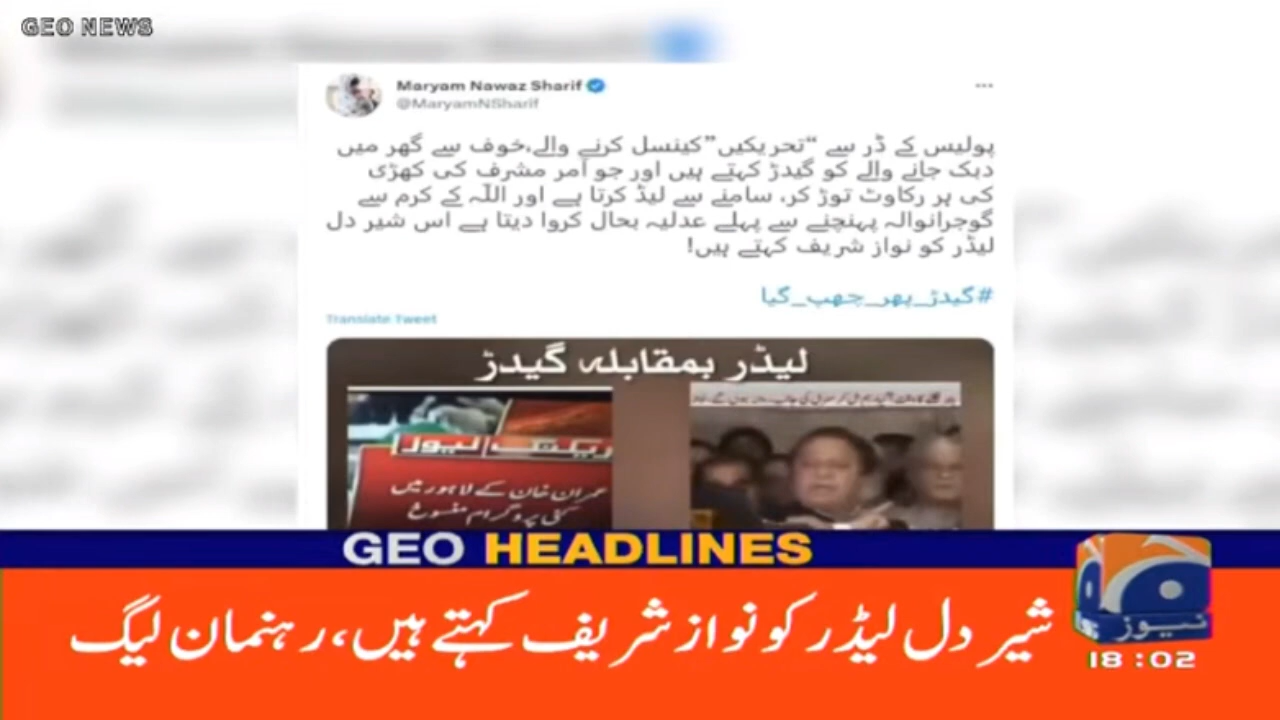 GEO NEWS
Maryam Nawaz Sharif
@MaryamNSharif
پولیس کے ڈر سے “تحریکیں” کینسل کرنے والے،خوف سے گھر میں
دبک جانے والے کو گیدڑ کہتے ہیں اور جو آمر مشرف کی کھڑی
کی ہر رکاوٹ توڑ کر، سامنے سے لیڈ کرتا ہے اور اللّہ کے کرم سے
گوجرانوالہ پہنچنے سے پہلے عدلیہ بحال کروا دیتا ہے اس شیر دل
لیڈر کو نواز شریف کہتے ہیں!
#گیدڑ_پھر_چھپ_گیا
Translate Tweet
لیڈر بمقابلہ گیدڑ
بریکنگ نیوز
عمران خان کے لاہور میں
پروگرام منسوخ
GEO HEADLINES
شیر دل لیڈر کو نواز شریف کہتے ہیں، رہنما ن لیگ
نیوز
18:02